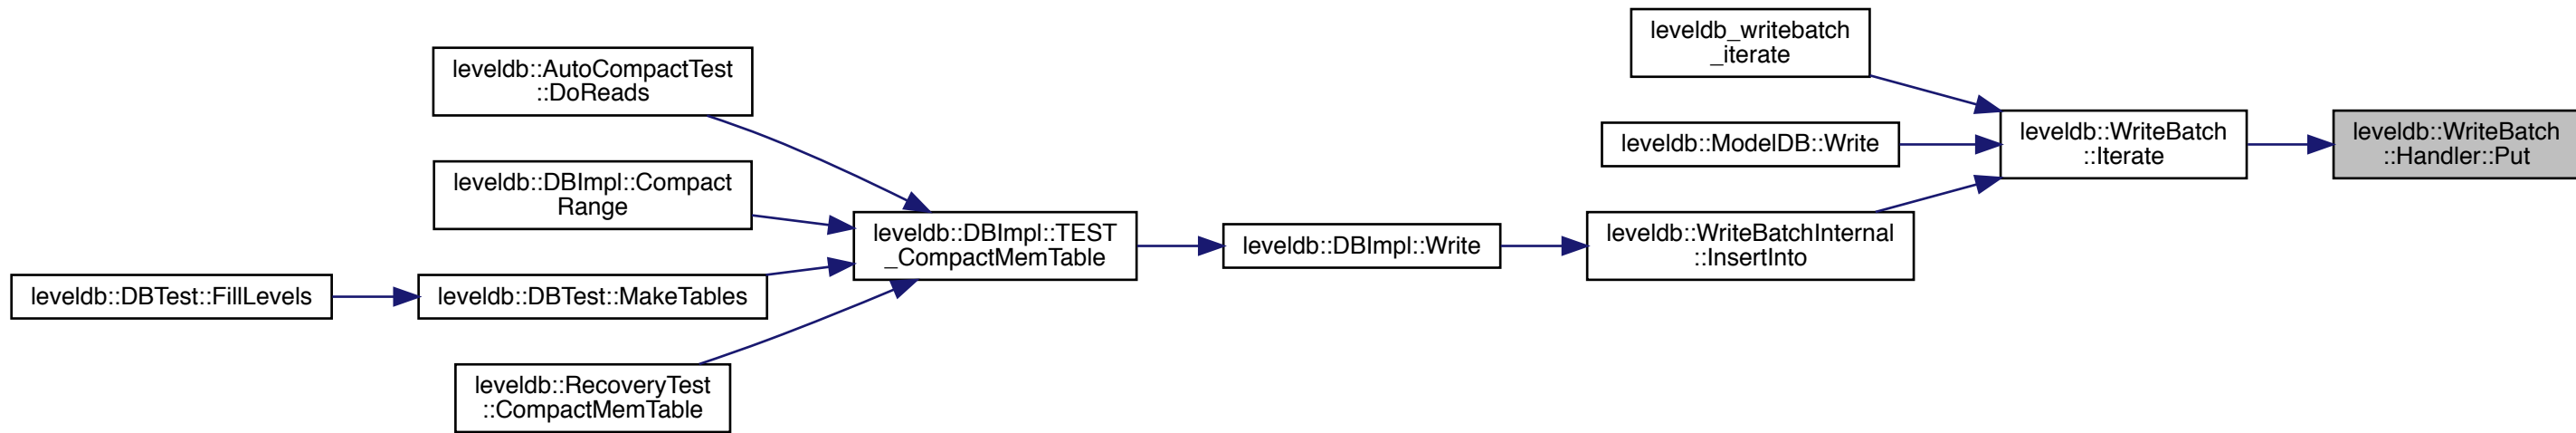 leveldb::DBTest::FillLevels
leveldb::AutoCompactTest
::DoReads
leveldb::DBImpl::Compact
Range
leveldb::DBTest::MakeTables
leveldb::RecoveryTest
::CompactMemTable
leveldb::DBImpl::TEST
_CompactMemTable
leveldb::DBImpl::Write
leveldb_writebatch
_iterate
leveldb::ModelDB::Write
leveldb::WriteBatchInternal
::InsertInto
leveldb::WriteBatch
::Iterate
leveldb::WriteBatch
::Handler::Put